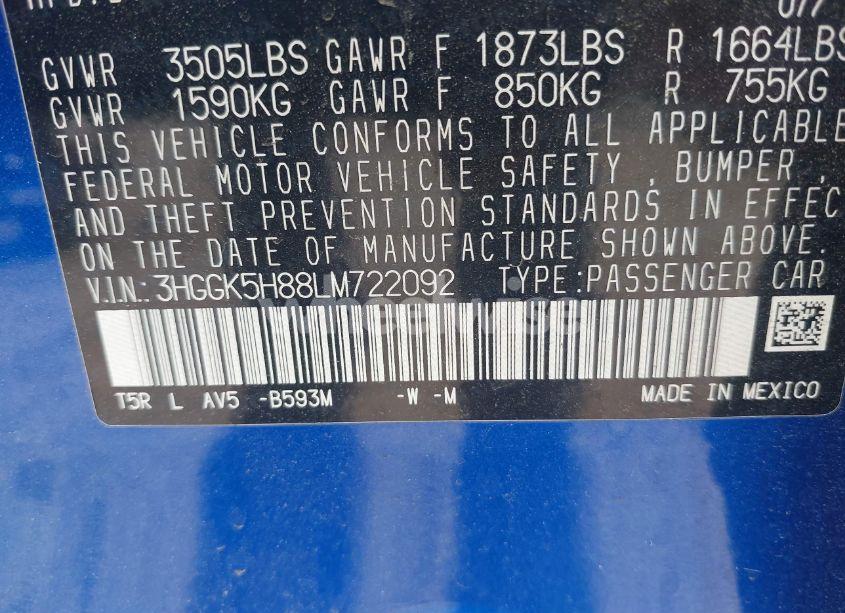 GVWR 3505LBS GAWR F 1873LBS R 1664LBS
GVWR 1590KG GAWR F 850KG R 755KG
THIS VEHICLE CONFORMS TO ALL APPLICABLE
FEDERAL MOTOR VEHICLE SAFETY , BUMPER ,
AND THEFT PREVENTION STANDARDS IN EFFEC
ON THE DATE OF MANUFACTURE SHOWN ABOVE.
V.I.N.: 3HGGK5H88LM722092 TYPE:PASSENGER CAR
wheelwise
T5R L AV5 -B593M -W -M MADE IN MEXICO